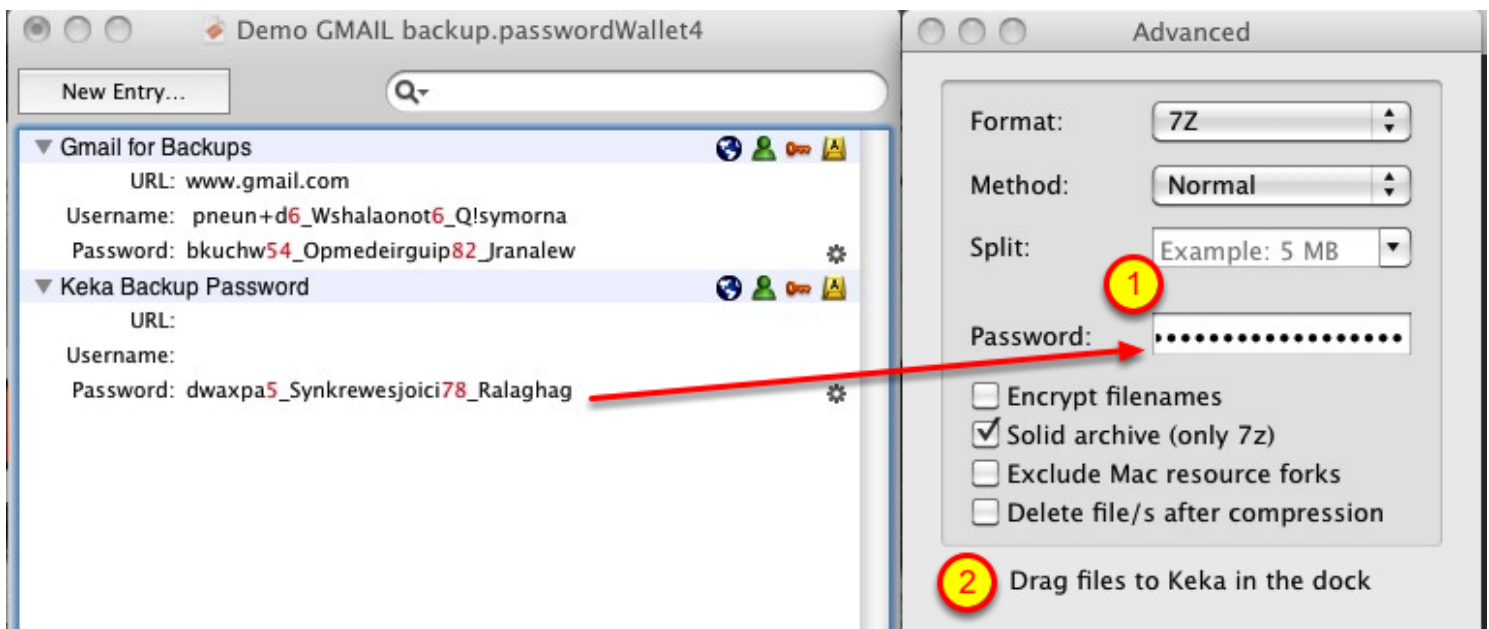 Demo GMAIL backup.passwordWallet4
New Entry...
Gmail for Backups
URL: www.gmail.com
Username: pneun+d6_Wshalaonot6_Q!symorna
Password: bkuchw54_Opmedeirguip82_Jranalew
Keka Backup Password
URL:
Username:
Password: dwaxpa5_Synkrewesjoici78_Ralaghag
Advanced
Format: 7Z
Method: Normal
Split: Example: 5 MB
1
Password: ••••••••••••••••••
Encrypt filenames
Solid archive (only 7z)
Exclude Mac resource forks
Delete file/s after compression
2 Drag files to Keka in the dock